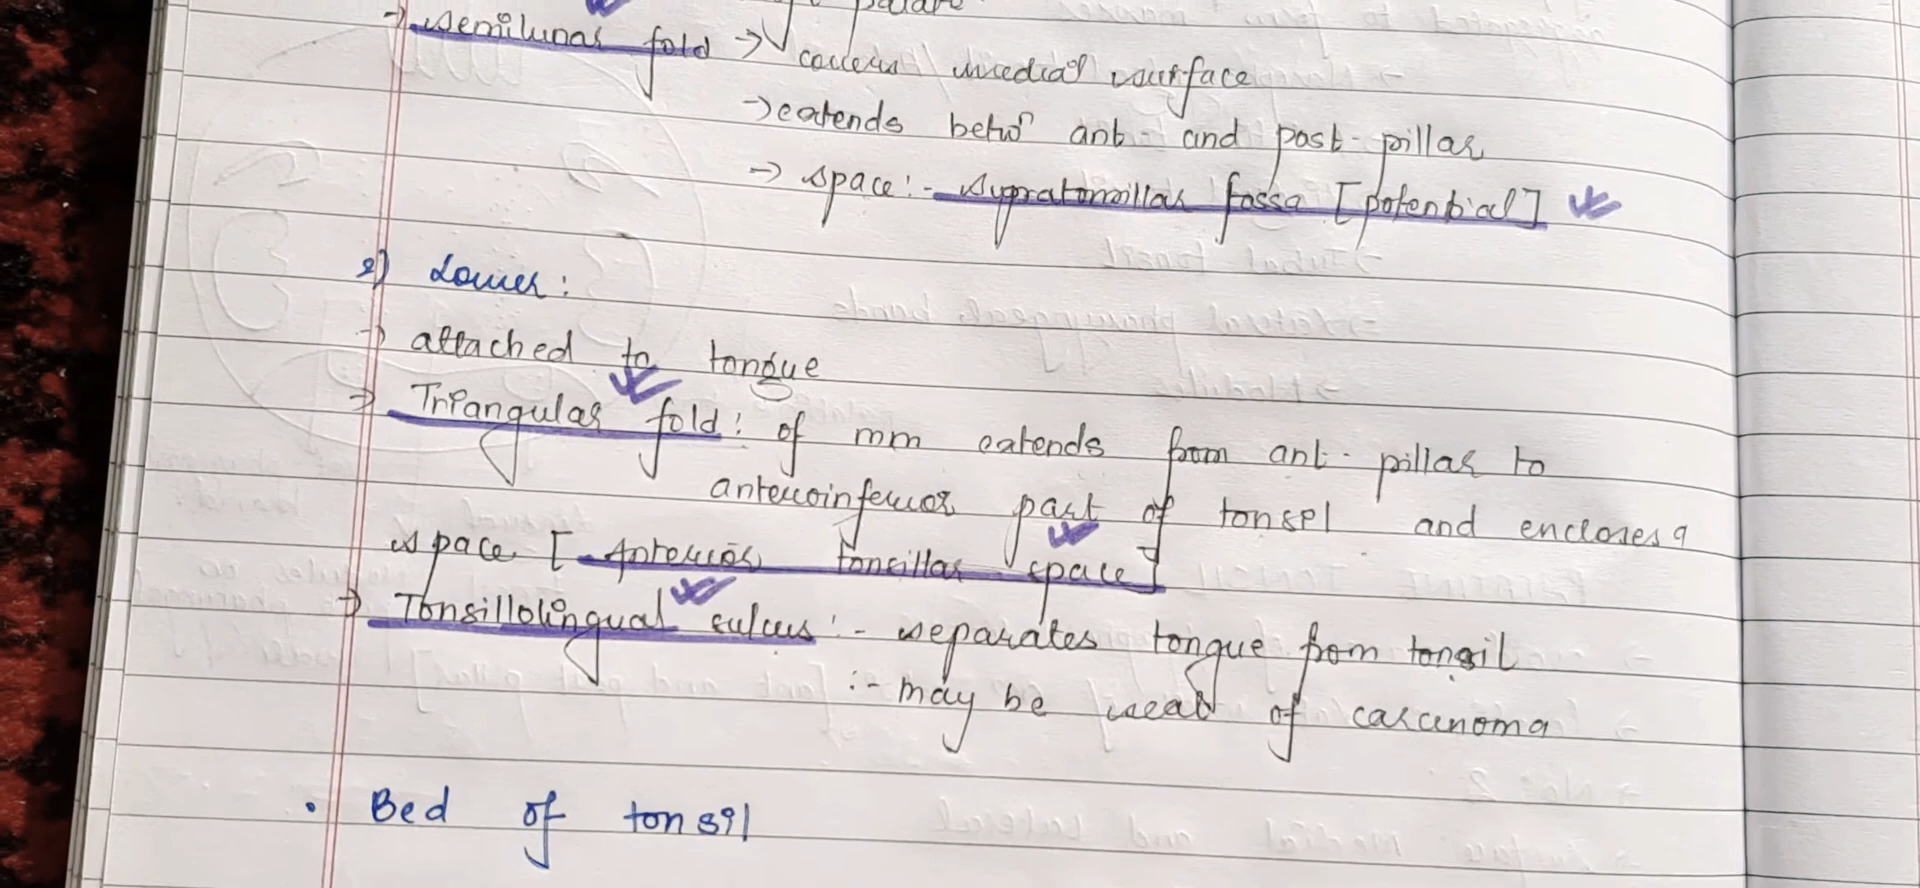 palate
→ semilunar fold → covers medial surface
→ extends betwn ant- and post- pillar
→ space:- supratonsillar fossa [potential]
2) Lower:
→ attached to tongue
→ Triangular fold: of mm extends from ant- pillar to
anteroinferior part of tonsil and encloses a
space [Anterior tonsillar space]
→ Tonsillolingual sulcus:- separates tongue from tonsil
:- may be seat of carcinoma
• Bed of tonsil